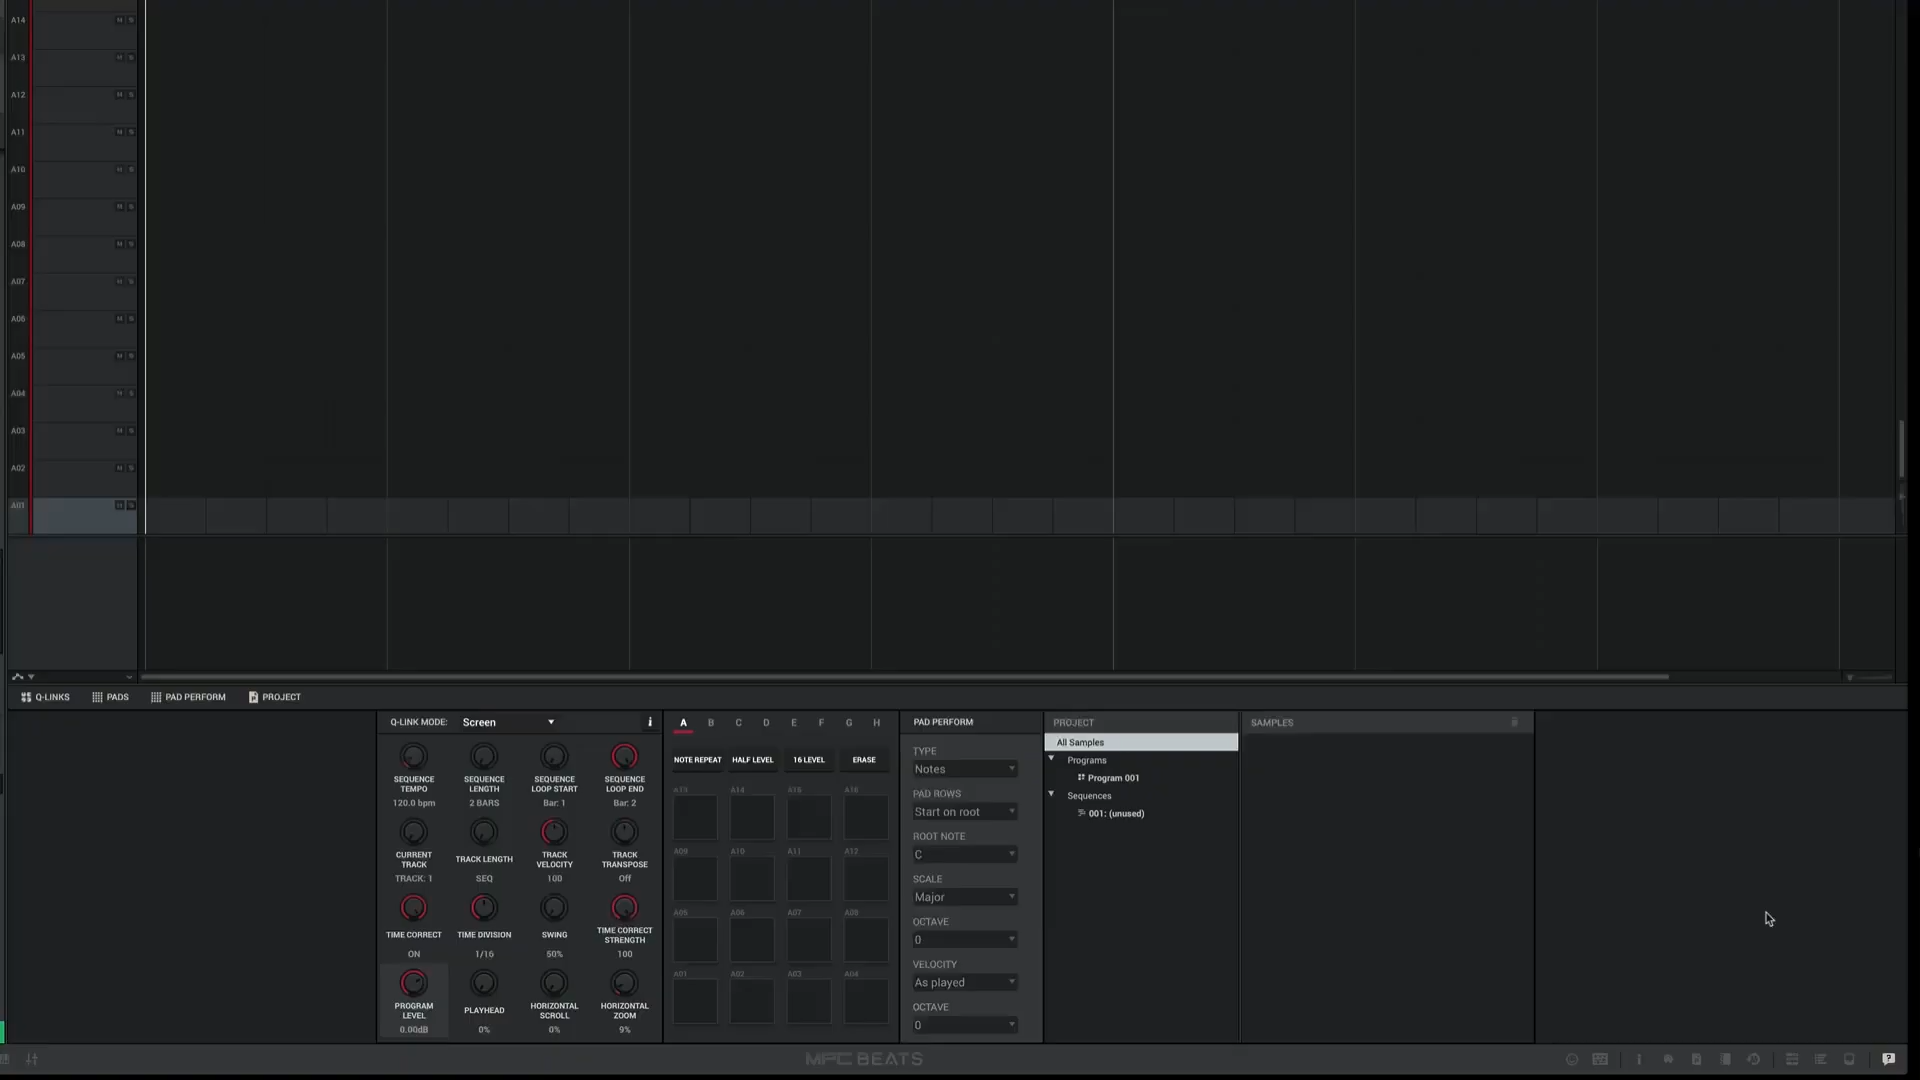 A14 M S
A13 M S
A12 M S
A11 M S
A10 M S
A09 M S
A08 M S
A07 M S
A06 M S
A05 M S
A04 M S
A03 M S
A02 M S
A01 M S
Q-LINKS PADS PAD PERFORM PROJECT
Q-LINK MODE: Screen i
SEQUENCE TEMPO
120.0 bpm
SEQUENCE LENGTH
2 BARS
SEQUENCE LOOP START
Bar: 1
SEQUENCE LOOP END
Bar: 2
CURRENT TRACK
TRACK: 1
TRACK LENGTH
SEQ
TRACK VELOCITY
100
TRACK TRANSPOSE
Off
TIME CORRECT
ON
TIME DIVISION
1/16
SWING
50%
TIME CORRECT STRENGTH
100
PROGRAM LEVEL
0.00dB
PLAYHEAD
0%
HORIZONTAL SCROLL
0%
HORIZONTAL ZOOM
9%
A B C D E F G H
NOTE REPEAT HALF LEVEL 16 LEVEL ERASE
A13 A14 A15 A16
A09 A10 A11 A12
A05 A06 A07 A08
A01 A02 A03 A04
PAD PERFORM
TYPE
Notes
PAD ROWS
Start on root
ROOT NOTE
C
SCALE
Major
OCTAVE
0
VELOCITY
As played
OCTAVE
0
PROJECT
All Samples
Programs
Program 001
Sequences
001: (unused)
SAMPLES
MPC BEATS